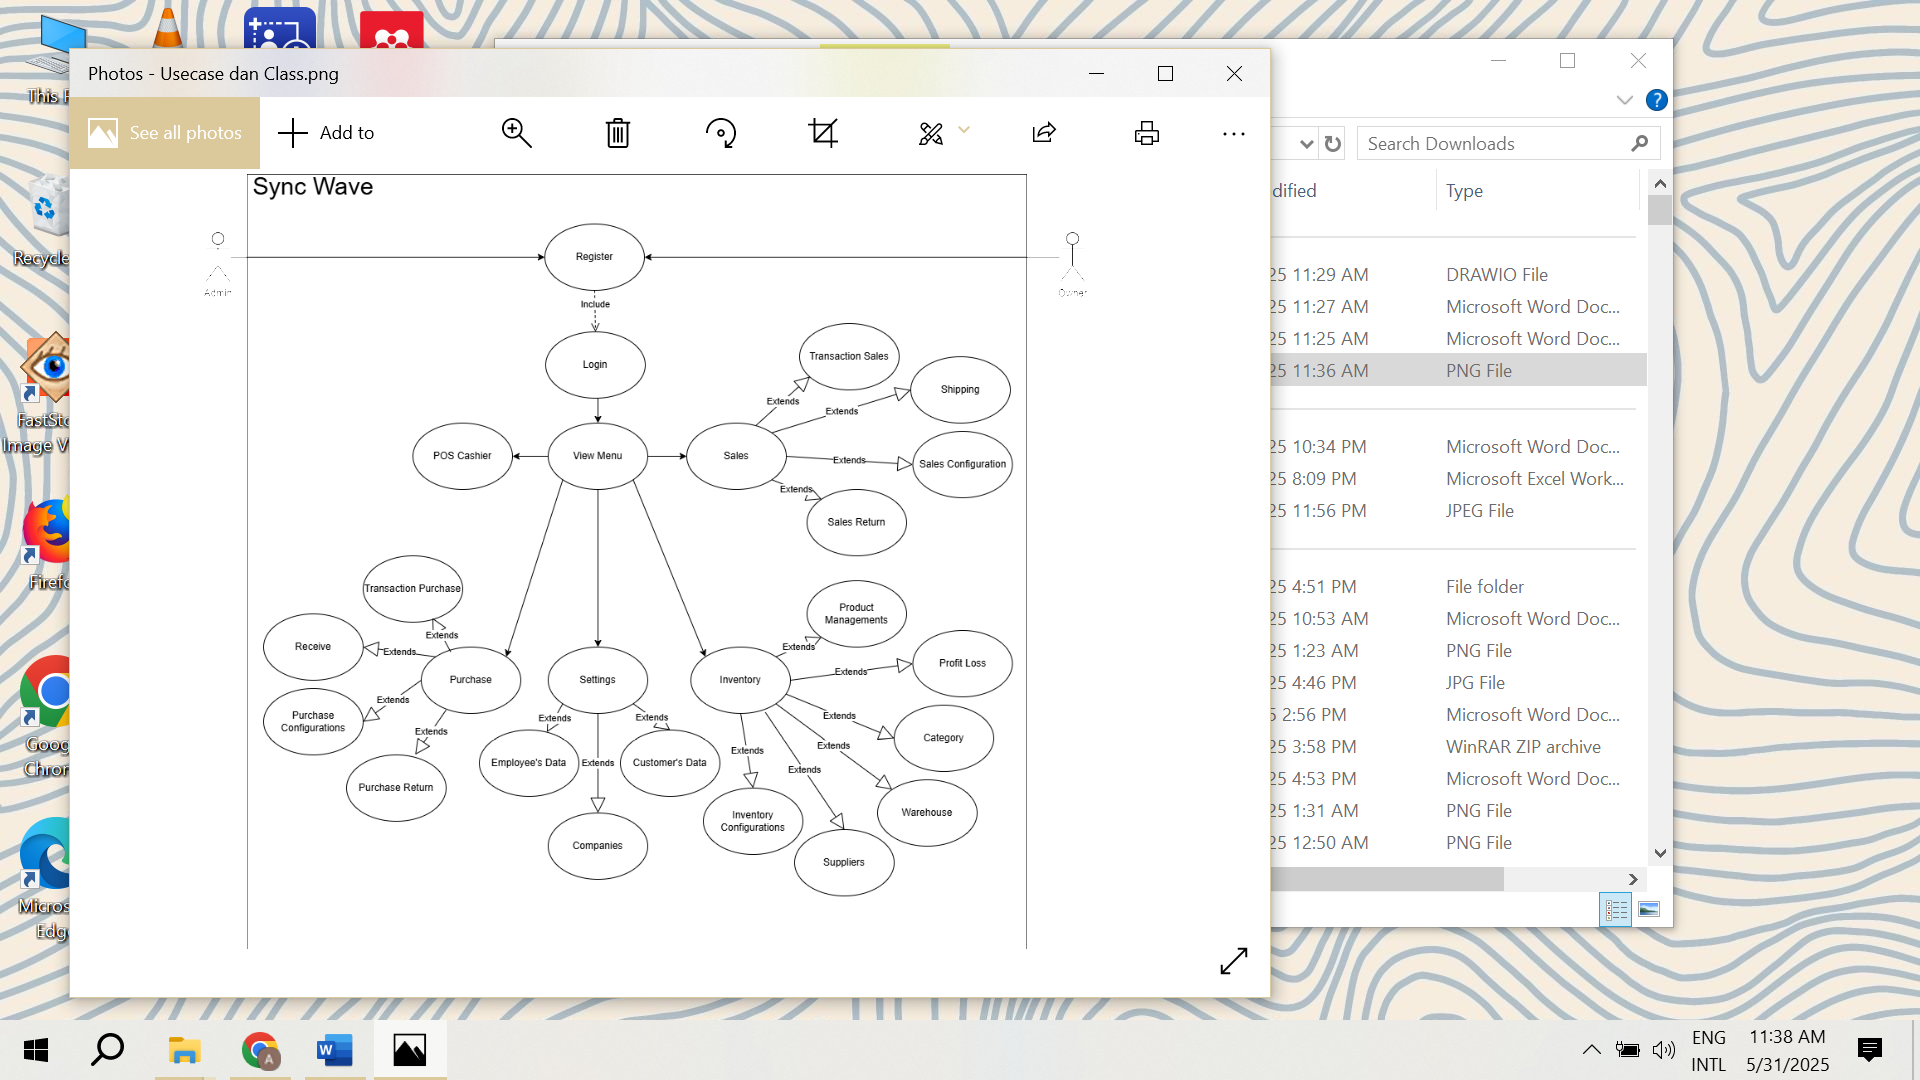 This P
Recycle
FastSto
Image V
Firefo
Goog
Chron
Micros
Edg
Photos - Usecase dan Class.png
See all photos
Add to
Sync Wave
Admin
Owner
Register
Include
Login
View Menu
POS Cashier
Sales
Extends
Transaction Sales
Extends
Shipping
Extends
Sales Configuration
Extends
Sales Return
Transaction Purchase
Extends
Receive
Extends
Purchase
Extends
Purchase
Configurations
Extends
Purchase Return
Settings
Extends
Employee's Data
Extends
Companies
Extends
Customer's Data
Inventory
Extends
Product
Managements
Extends
Profit Loss
Extends
Category
Extends
Warehouse
Extends
Suppliers
Extends
Inventory
Configurations
?
Search Downloads
dified
Type
25 11:29 AM DRAWIO File
25 11:27 AM Microsoft Word Doc...
25 11:25 AM Microsoft Word Doc...
25 11:36 AM PNG File
25 10:34 PM Microsoft Word Doc...
25 8:09 PM Microsoft Excel Work...
25 11:56 PM JPEG File
25 4:51 PM File folder
25 10:53 AM Microsoft Word Doc...
25 1:23 AM PNG File
25 4:46 PM JPG File
5 2:56 PM Microsoft Word Doc...
25 3:58 PM WinRAR ZIP archive
25 4:53 PM Microsoft Word Doc...
25 1:31 AM PNG File
25 12:50 AM PNG File
A
W
ENG
INTL
11:38 AM
5/31/2025